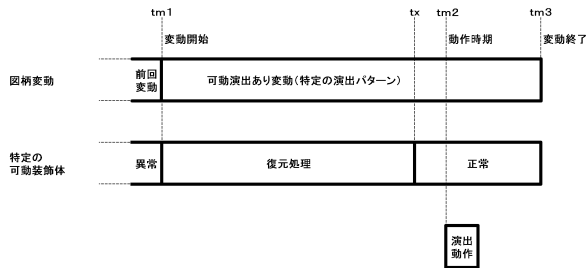 tm1
tx
tm2
tm3
変動開始
動作時期
変動終了
図柄変動
前回
変動
可動演出あり変動(特定の演出パターン)
特定の
可動装飾体
異常
復元処理
正常
演出
動作